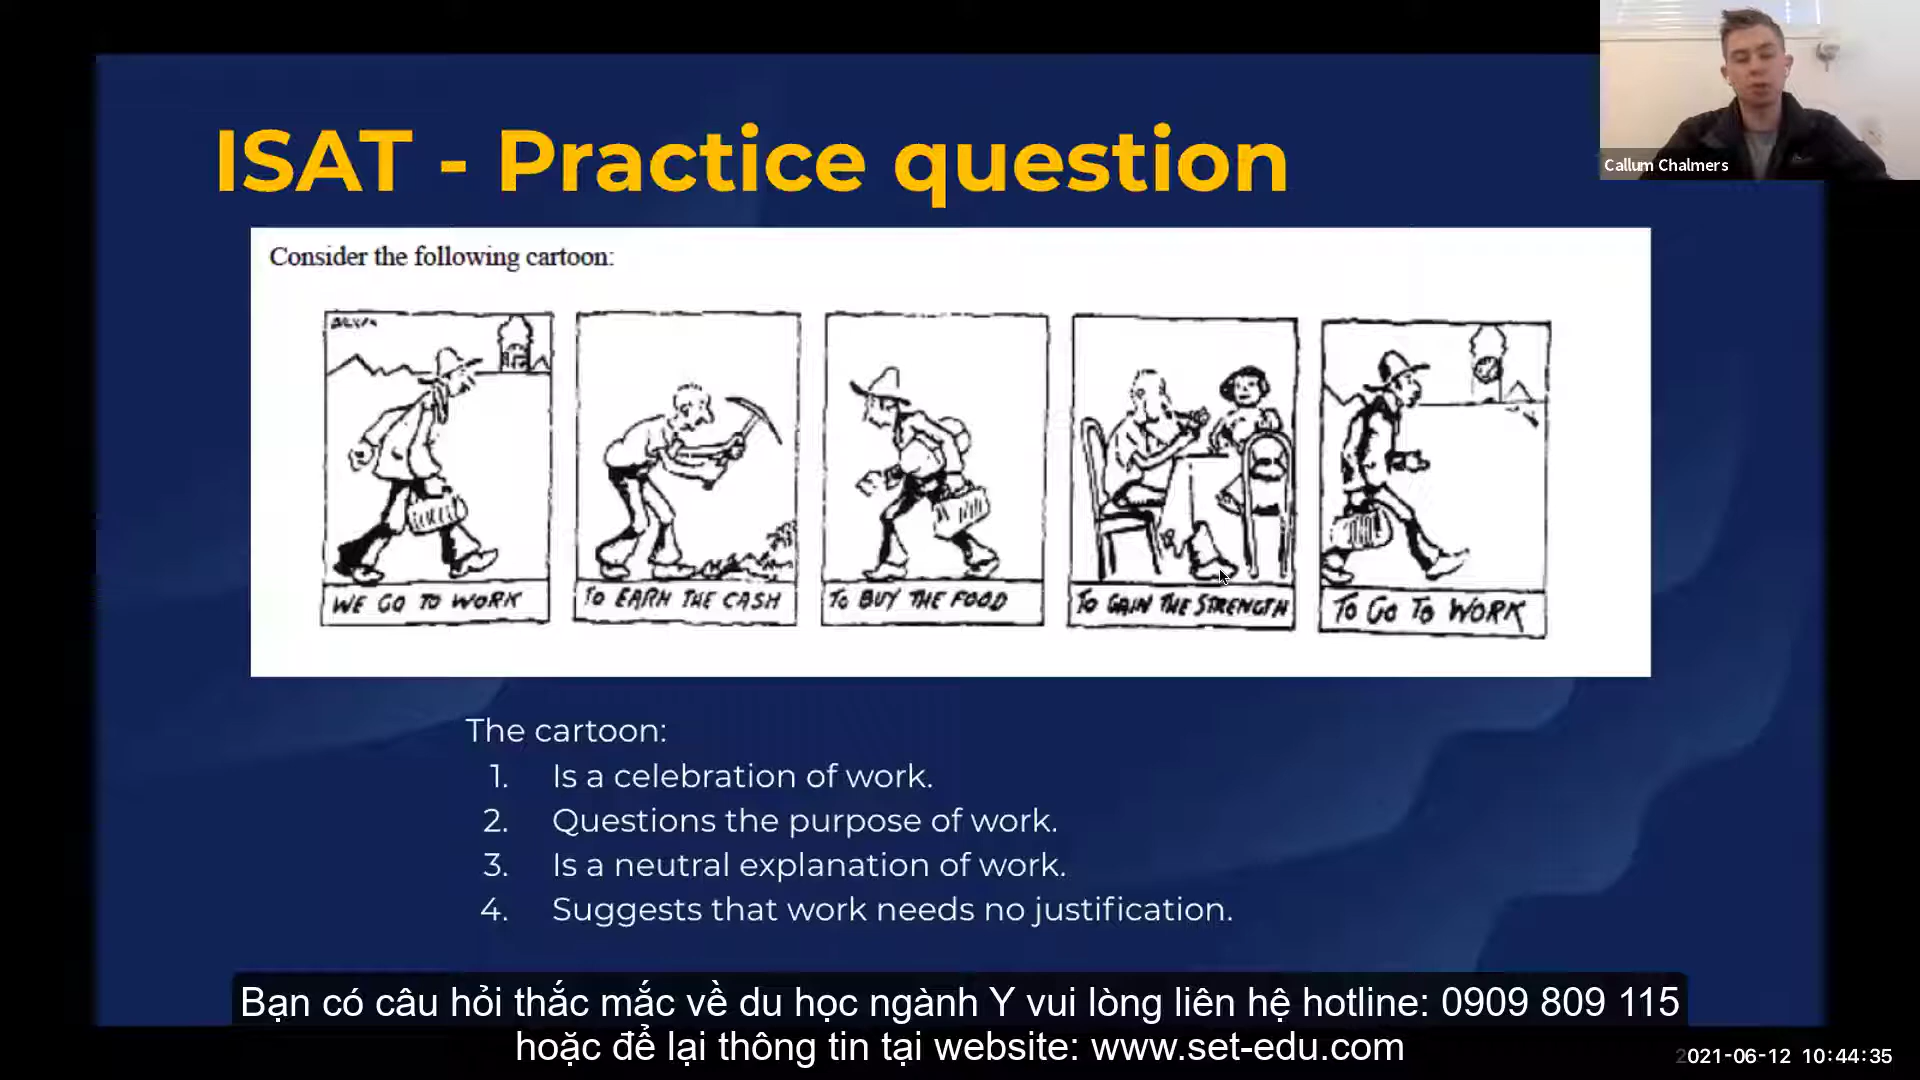 ISAT - Practice question
Callum Chalmers
Consider the following cartoon:
WE GO TO WORK
TO EARN THE CASH
TO BUY THE FOOD
TO GAIN THE STRENGTH
TO GO TO WORK
The cartoon:
1. Is a celebration of work.
2. Questions the purpose of work.
3. Is a neutral explanation of work.
4. Suggests that work needs no justification.
Bạn có câu hỏi thắc mắc về du học ngành Y vui lòng liên hệ hotline: 0909 809 115
hoặc để lại thông tin tại website: www.set-edu.com
2021-06-12 10:44:35